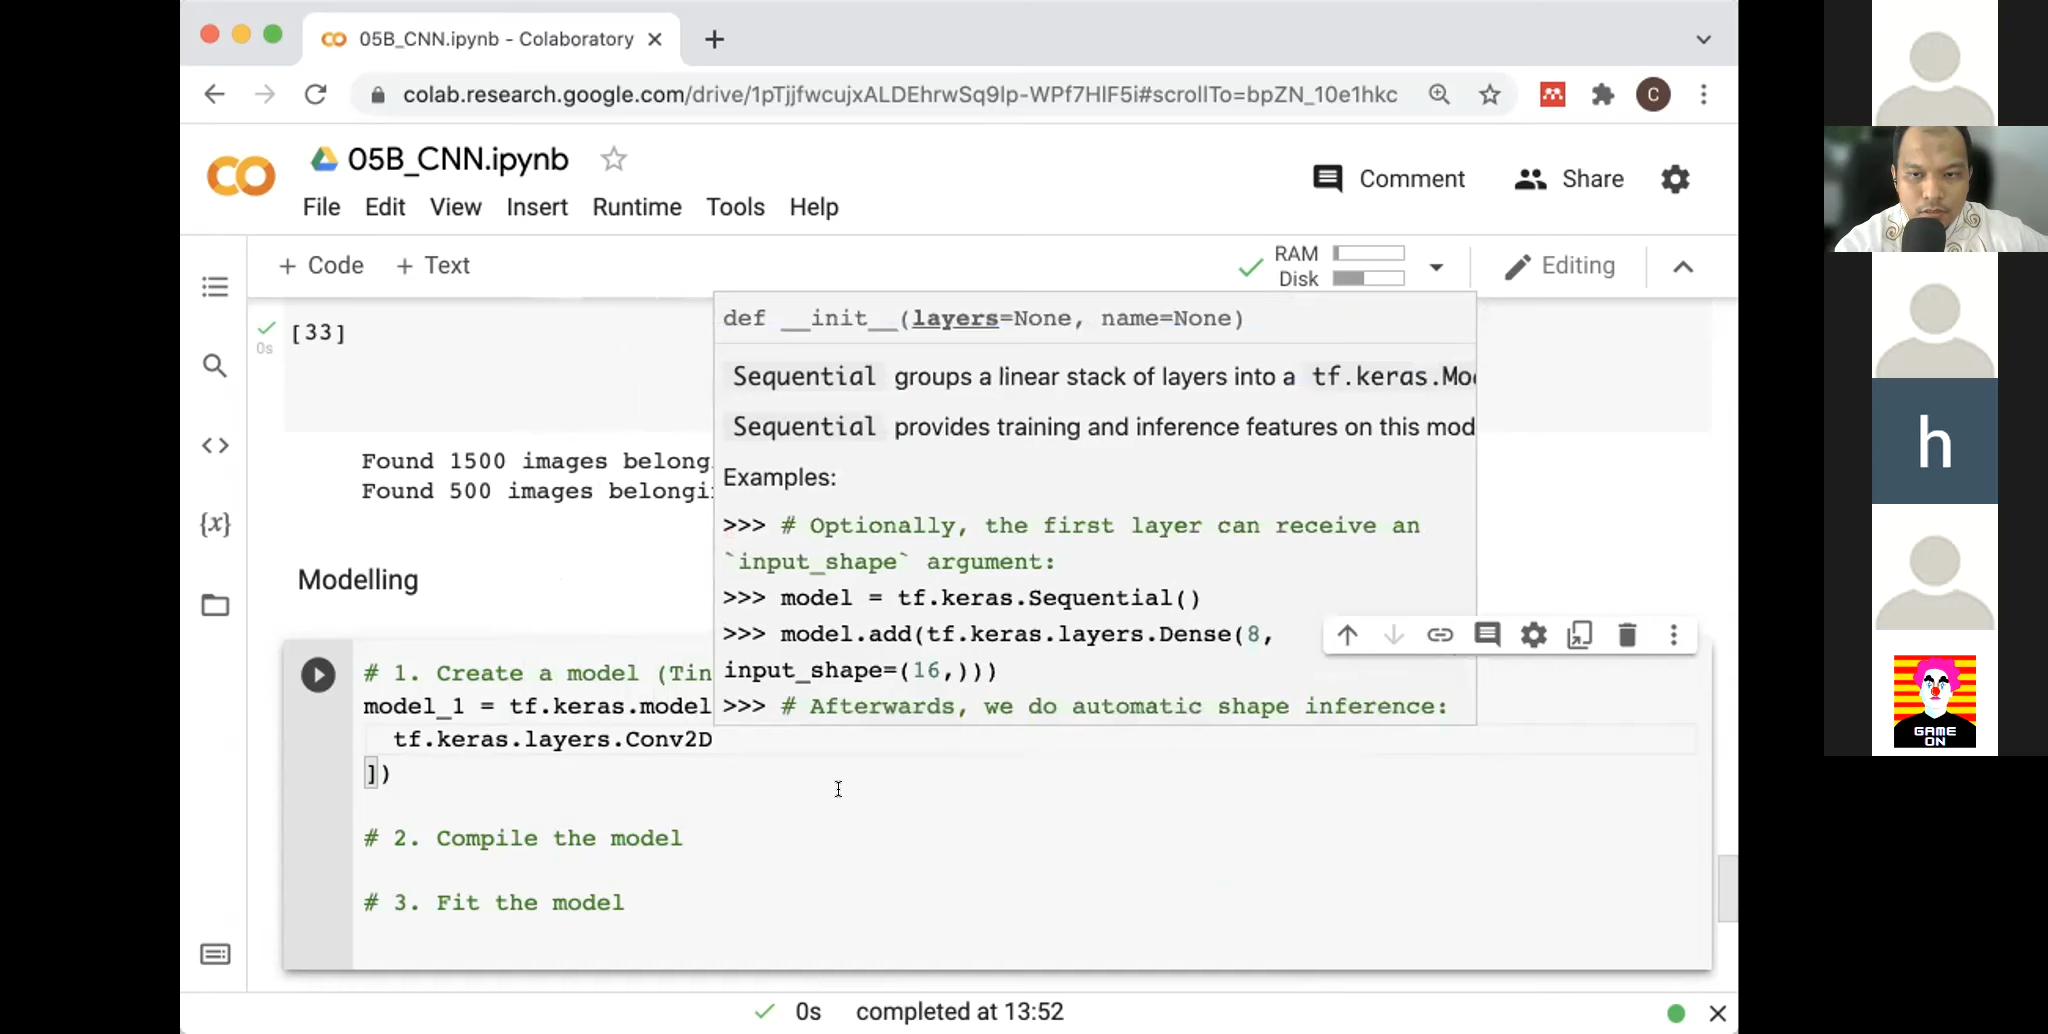 05B_CNN.ipynb - Colaboratory
colab.research.google.com/drive/1pTjjfwcujxALDEhrwSq9lp-WPf7HlF5i#scrollTo=bpZN_10e1hkc
C
05B_CNN.ipynb
Comment
Share
File Edit View Insert Runtime Tools Help
+ Code + Text
RAM
Disk
Editing
[33]
0s
def __init__(layers=None, name=None)
Sequential groups a linear stack of layers into a tf.keras.Mo
Sequential provides training and inference features on this mod
Examples:
>>> # Optionally, the first layer can receive an
`input_shape` argument:
>>> model = tf.keras.Sequential()
>>> model.add(tf.keras.layers.Dense(8,
input_shape=(16,)))
>>> # Afterwards, we do automatic shape inference:
Found 1500 images belong
Found 500 images belongi
{x}
Modelling
# 1. Create a model (Tin
model_1 = tf.keras.model
tf.keras.layers.Conv2D
])
# 2. Compile the model
# 3. Fit the model
0s completed at 13:52
h
GAME
ON